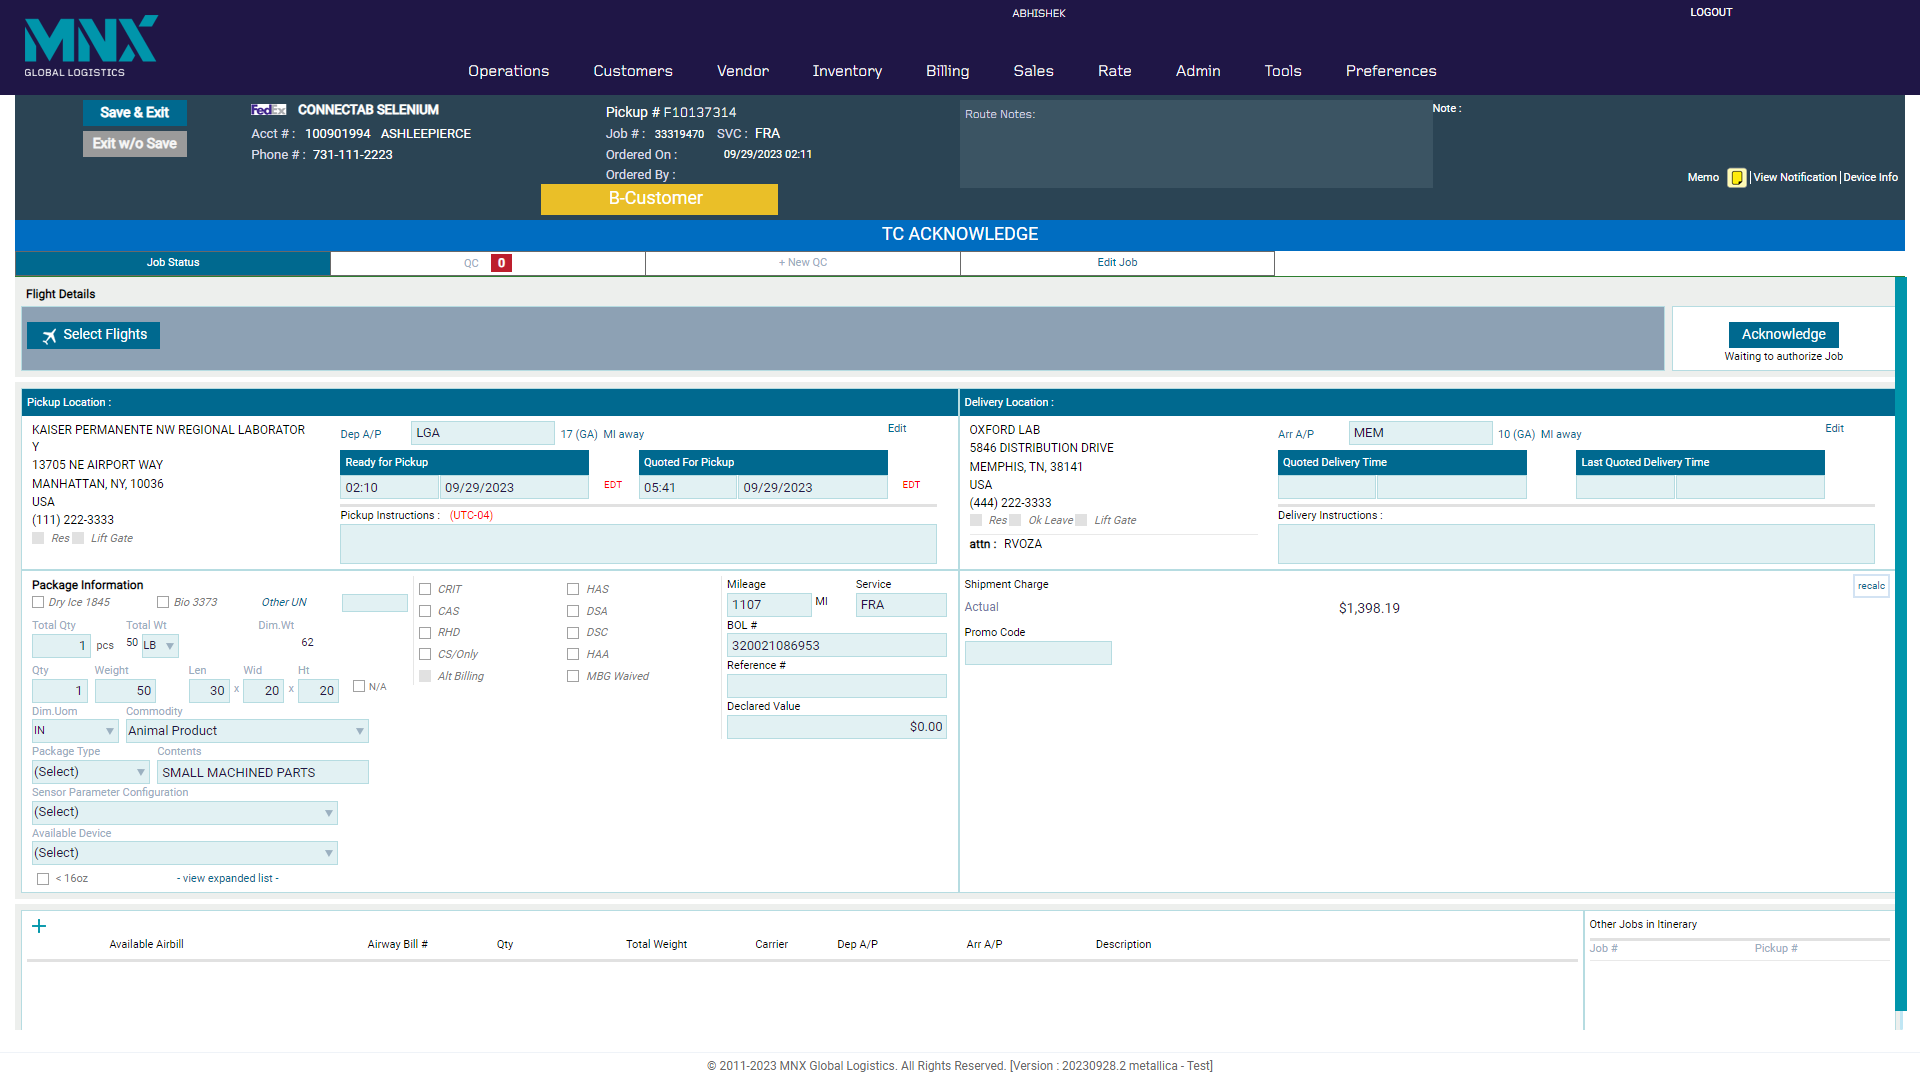 MNX
GLOBAL LOGISTICS
ABHISHEK
LOGOUT
Operations
Customers
Vendor
Inventory
Billing
Sales
Rate
Admin
Tools
Preferences
Save & Exit
Exit w/o Save
FedEx CONNECTAB SELENIUM
Acct # : 100901994 ASHLEEPIERCE
Phone # : 731-111-2223
Pickup # F10137314
Job # : 33319470 SVC : FRA
Ordered On : 09/29/2023 02:11
Ordered By :
B-Customer
Route Notes:
Note :
Memo | View Notification | Device Info
TC ACKNOWLEDGE
Job Status
QC 0
+ New QC
Edit Job
Flight Details
Select Flights
Acknowledge
Waiting to authorize Job
Pickup Location :
KAISER PERMANENTE NW REGIONAL LABORATOR
Y
13705 NE AIRPORT WAY
MANHATTAN, NY, 10036
USA
(111) 222-3333
Res Lift Gate
Dep A/P LGA 17 (GA) MI away
Edit
Ready for Pickup
02:10 09/29/2023 EDT
Quoted For Pickup
05:41 09/29/2023 EDT
Pickup Instructions : (UTC-04)
Delivery Location :
OXFORD LAB
5846 DISTRIBUTION DRIVE
MEMPHIS, TN, 38141
USA
(444) 222-3333
Res Ok Leave Lift Gate
attn : RVOZA
Arr A/P MEM 10 (GA) MI away
Edit
Quoted Delivery Time
Last Quoted Delivery Time
Delivery Instructions :
Package Information
Dry Ice 1845 Bio 3373 Other UN
Total Qty Total Wt Dim.Wt
1 pcs 50 LB 62
Qty Weight Len Wid Ht
1 50 30 x 20 x 20 N/A
Dim.Uom Commodity
IN Animal Product
Package Type Contents
(Select) SMALL MACHINED PARTS
Sensor Parameter Configuration
(Select)
Available Device
(Select)
< 16oz - view expanded list -
CRIT HAS
CAS DSA
RHD DSC
CS/Only HAA
Alt Billing MBG Waived
Mileage Service
1107 MI FRA
BOL #
320021086953
Reference #
Declared Value
$0.00
Shipment Charge
recalc
Actual $1,398.19
Promo Code
+
Available Airbill Airway Bill # Qty Total Weight Carrier Dep A/P Arr A/P Description
Other Jobs in Itinerary
Job # Pickup #
© 2011-2023 MNX Global Logistics. All Rights Reserved. [Version : 20230928.2 metallica - Test]